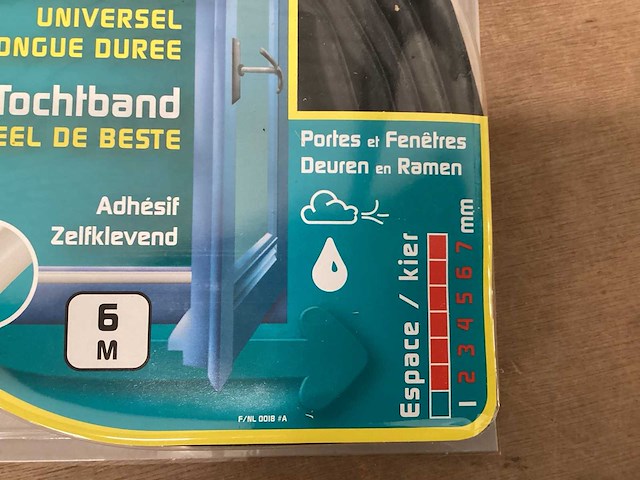 UNIVERSEL
ONGUE DUREE
Tochtband
EEL DE BESTE
Portes et Fenêtres
Deuren en Ramen
Adhésif
Zelfklevend
6
M
Espace / kier
1 2 3 4 5 6 7 mm
F/NL 0018 #A